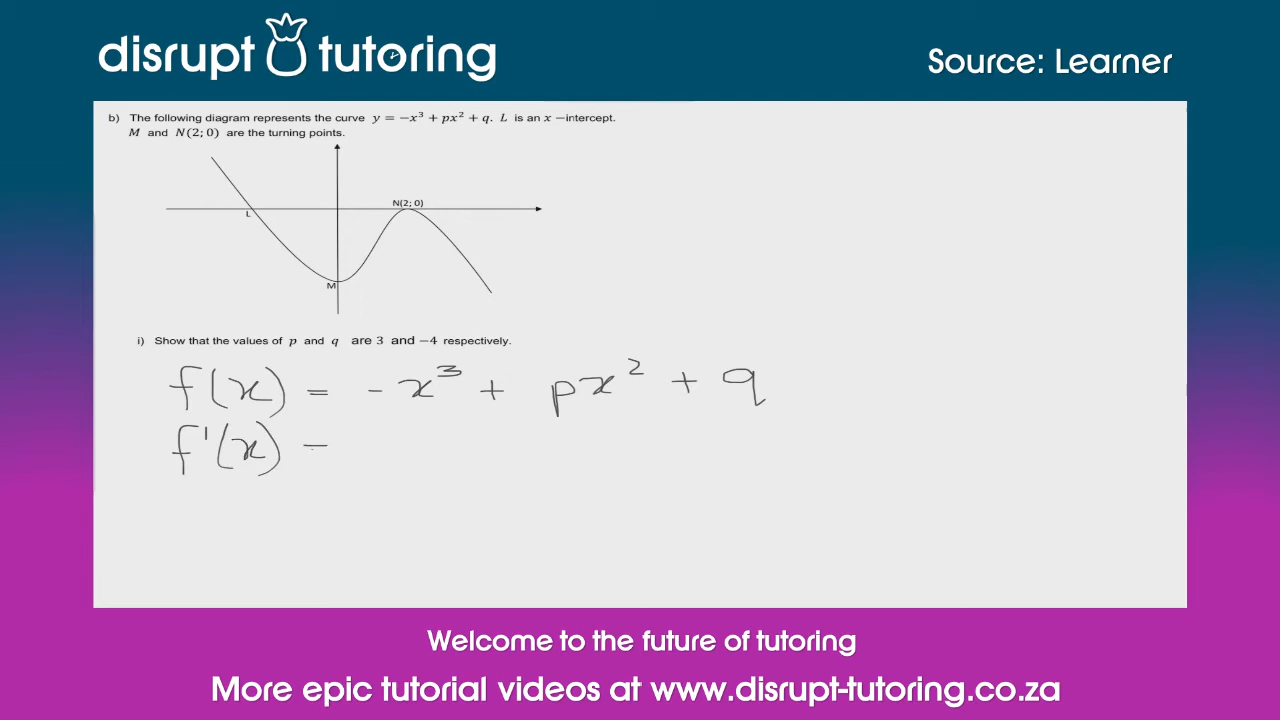 disrupt tutoring
Source: Learner
b) The following diagram represents the curve y = −x³ + px² + q. L is an x −intercept.
M and N(2; 0) are the turning points.
N(2; 0)
L
M
i) Show that the values of p and q are 3 and −4 respectively.
f(x) = -x³ + px² + q
f'(x) =
Welcome to the future of tutoring
More epic tutorial videos at www.disrupt-tutoring.co.za